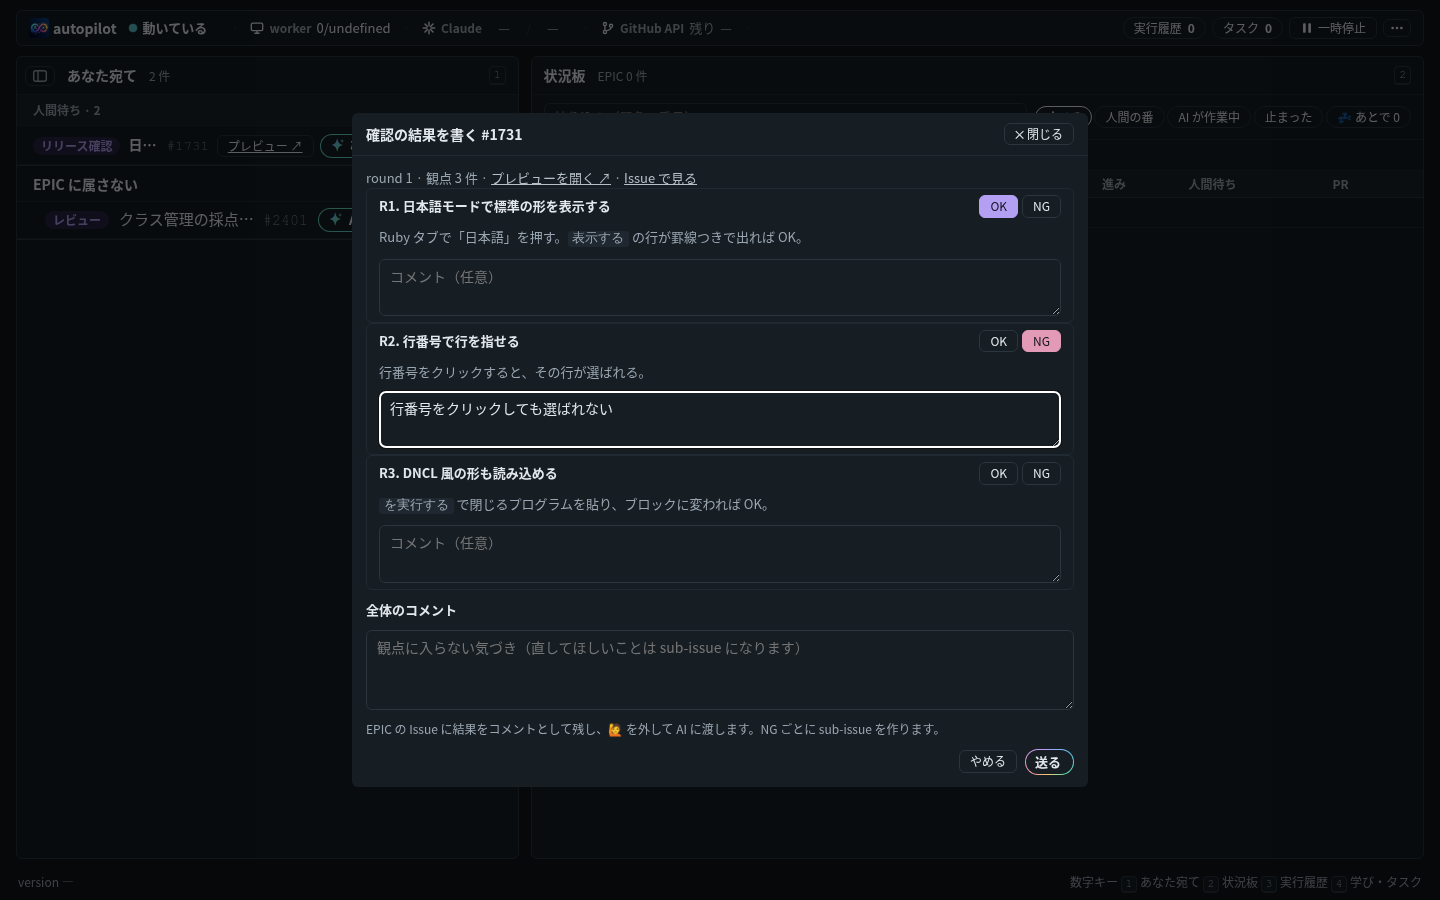 autopilot 動いている worker 0/undefined Claude — / — GitHub API 残り — 実行履歴 0 タスク 0 一時停止 …
あなた宛て 2 件 1
人間待ち · 2
リリース確認 日… #1731 プレビュー ↗
EPIC に属さない
レビュー クラス管理の採点… #2401
状況板 EPIC 0 件 2
人間の番 AI が作業中 止まった 💤 あとで 0
進み 人間待ち PR
確認の結果を書く #1731 × 閉じる
round 1 · 観点 3 件 · プレビューを開く ↗ · Issue で見る
R1. 日本語モードで標準の形を表示する OK NG
Ruby タブで「日本語」を押す。 表示する の行が罫線つきで出れば OK。
コメント（任意）
R2. 行番号で行を指せる OK NG
行番号をクリックすると、その行が選ばれる。
行番号をクリックしても選ばれない
R3. DNCL 風の形も読み込める OK NG
を実行する で閉じるプログラムを貼り、ブロックに変われば OK。
コメント（任意）
全体のコメント
観点に入らない気づき（直してほしいことは sub-issue になります）
EPIC の Issue に結果をコメントとして残し、🙋 を外して AI に渡します。NG ごとに sub-issue を作ります。
やめる 送る
version —
数字キー 1 あなた宛て 2 状況板 3 実行履歴 4 学び・タスク